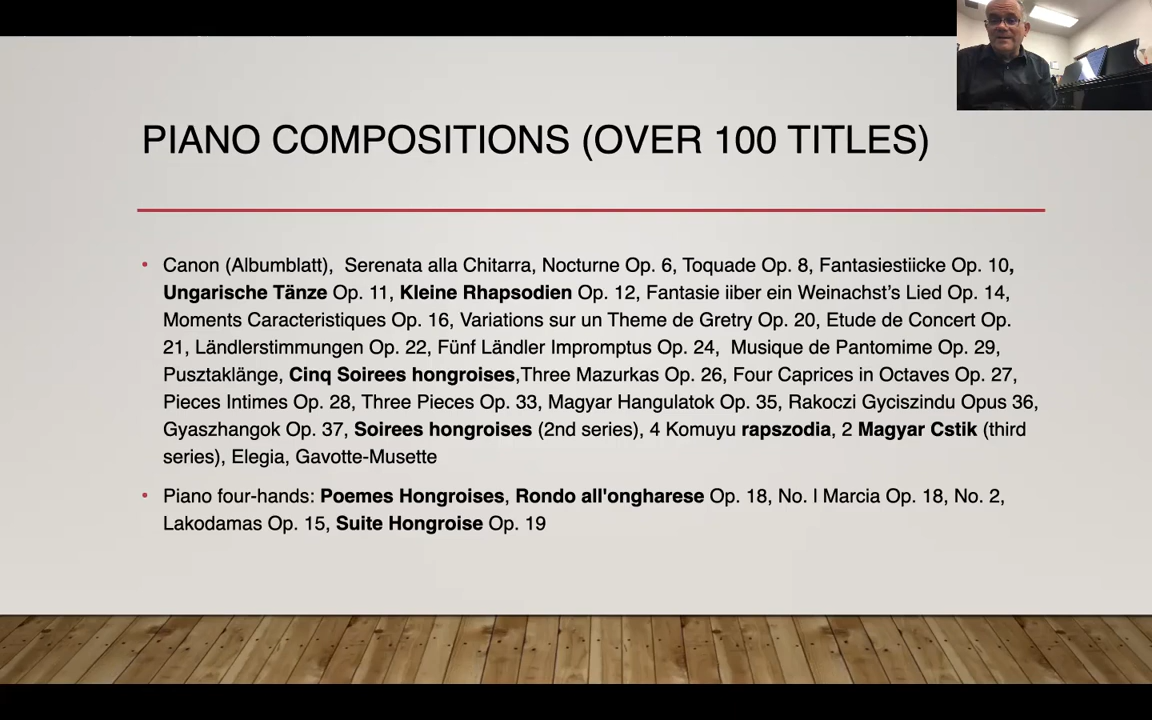 PIANO COMPOSITIONS (OVER 100 TITLES)
• Canon (Albumblatt),  Serenata alla Chitarra, Nocturne Op. 6, Toquade Op. 8, Fantasiestiicke Op. 10,
Ungarische Tänze Op. 11, Kleine Rhapsodien Op. 12, Fantasie iiber ein Weinachst’s Lied Op. 14,
Moments Caracteristiques Op. 16, Variations sur un Theme de Gretry Op. 20, Etude de Concert Op.
21, Ländlerstimmungen Op. 22, Fünf Ländler Impromptus Op. 24,  Musique de Pantomime Op. 29,
Pusztaklänge, Cinq Soirees hongroises,Three Mazurkas Op. 26, Four Caprices in Octaves Op. 27,
Pieces Intimes Op. 28, Three Pieces Op. 33, Magyar Hangulatok Op. 35, Rakoczi Gyciszindu Opus 36,
Gyaszhangok Op. 37, Soirees hongroises (2nd series), 4 Komuyu rapszodia, 2 Magyar Cstik (third
series), Elegia, Gavotte-Musette
• Piano four-hands: Poemes Hongroises, Rondo all'ongharese Op. 18, No. I Marcia Op. 18, No. 2,
Lakodamas Op. 15, Suite Hongroise Op. 19